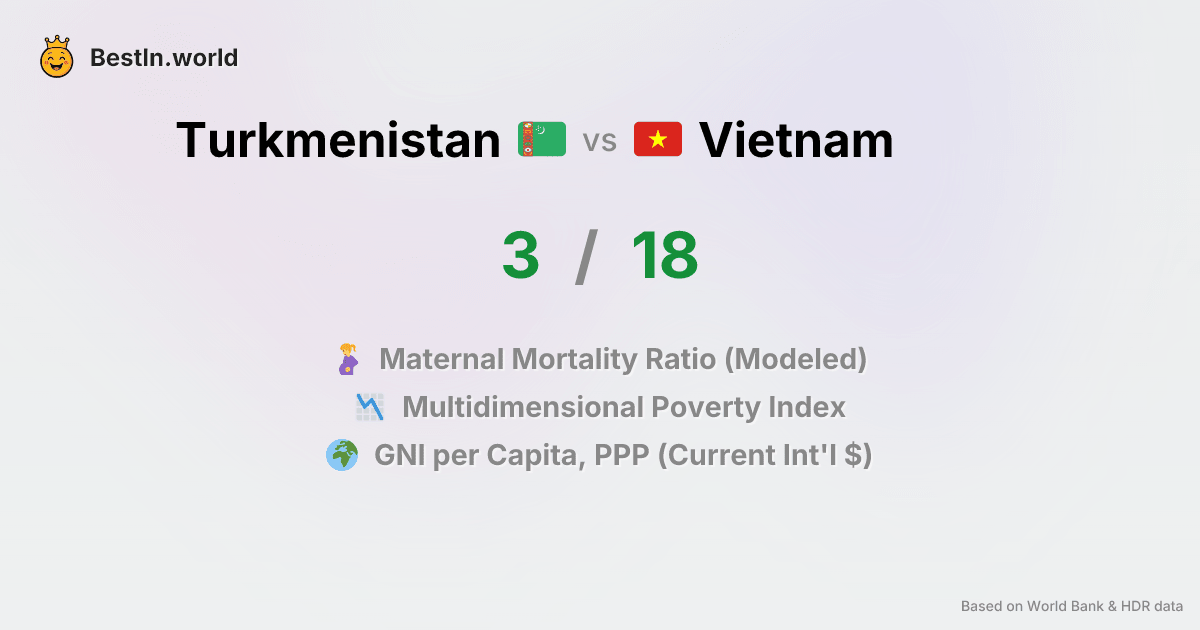 BestIn.world
Turkmenistan vs Vietnam
3 / 18
Maternal Mortality Ratio (Modeled)
Multidimensional Poverty Index
GNI per Capita, PPP (Current Int'l $)
Based on World Bank & HDR data